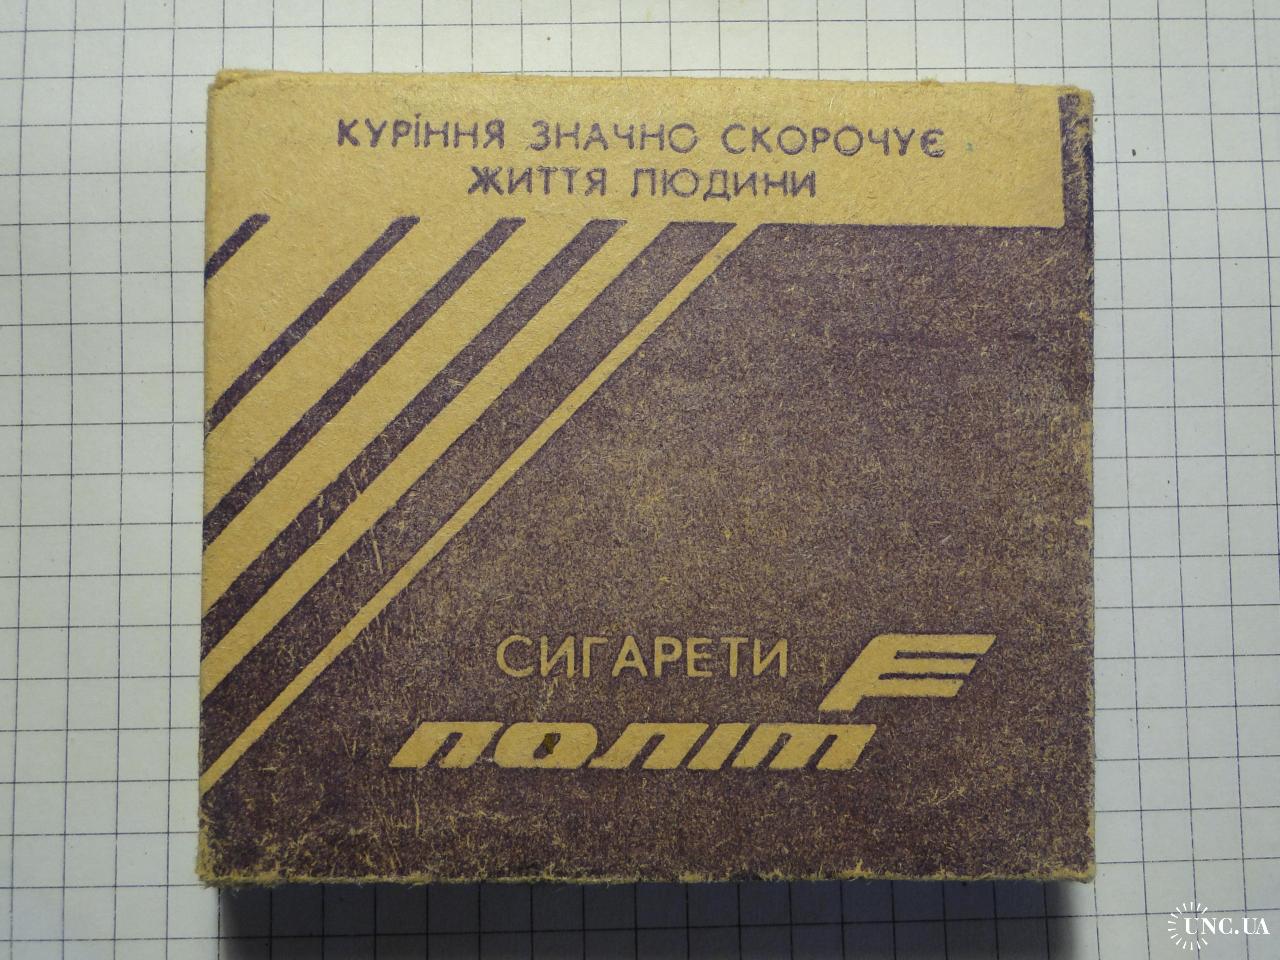 КУРІННЯ ЗНАЧНО СКОРОЧУЄ
ЖИТТЯ ЛЮДИНИ
СИГАРЕТИ
ПОЛІТ
UNC.UA